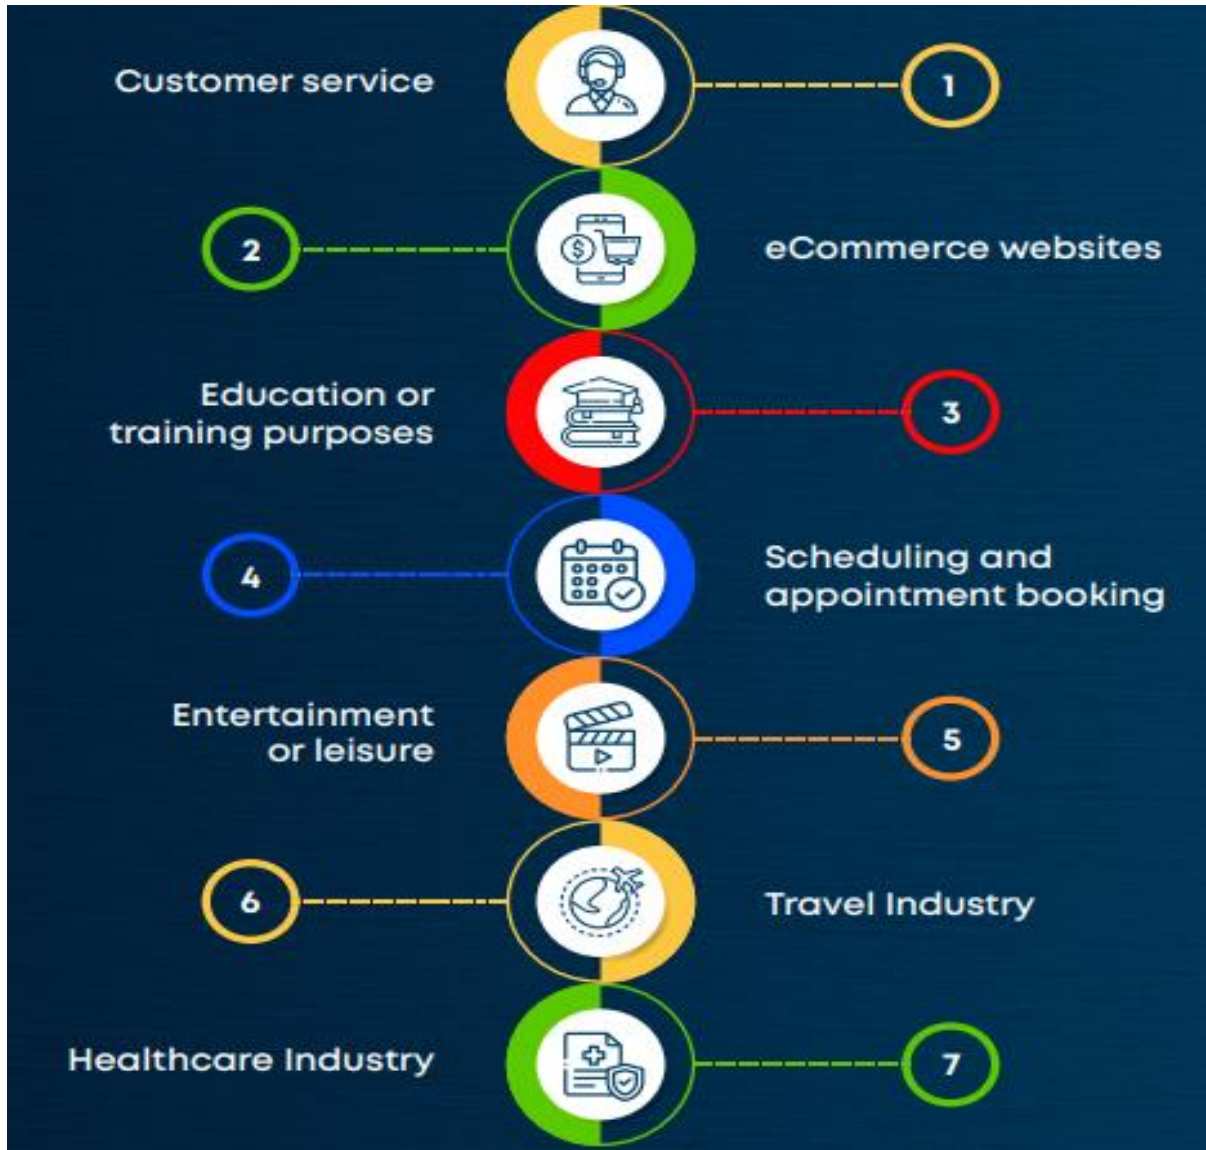 Customer service
1
2
eCommerce websites
Education or
training purposes
3
4
Scheduling and
appointment booking
Entertainment
or leisure
5
6
Travel Industry
Healthcare Industry
7